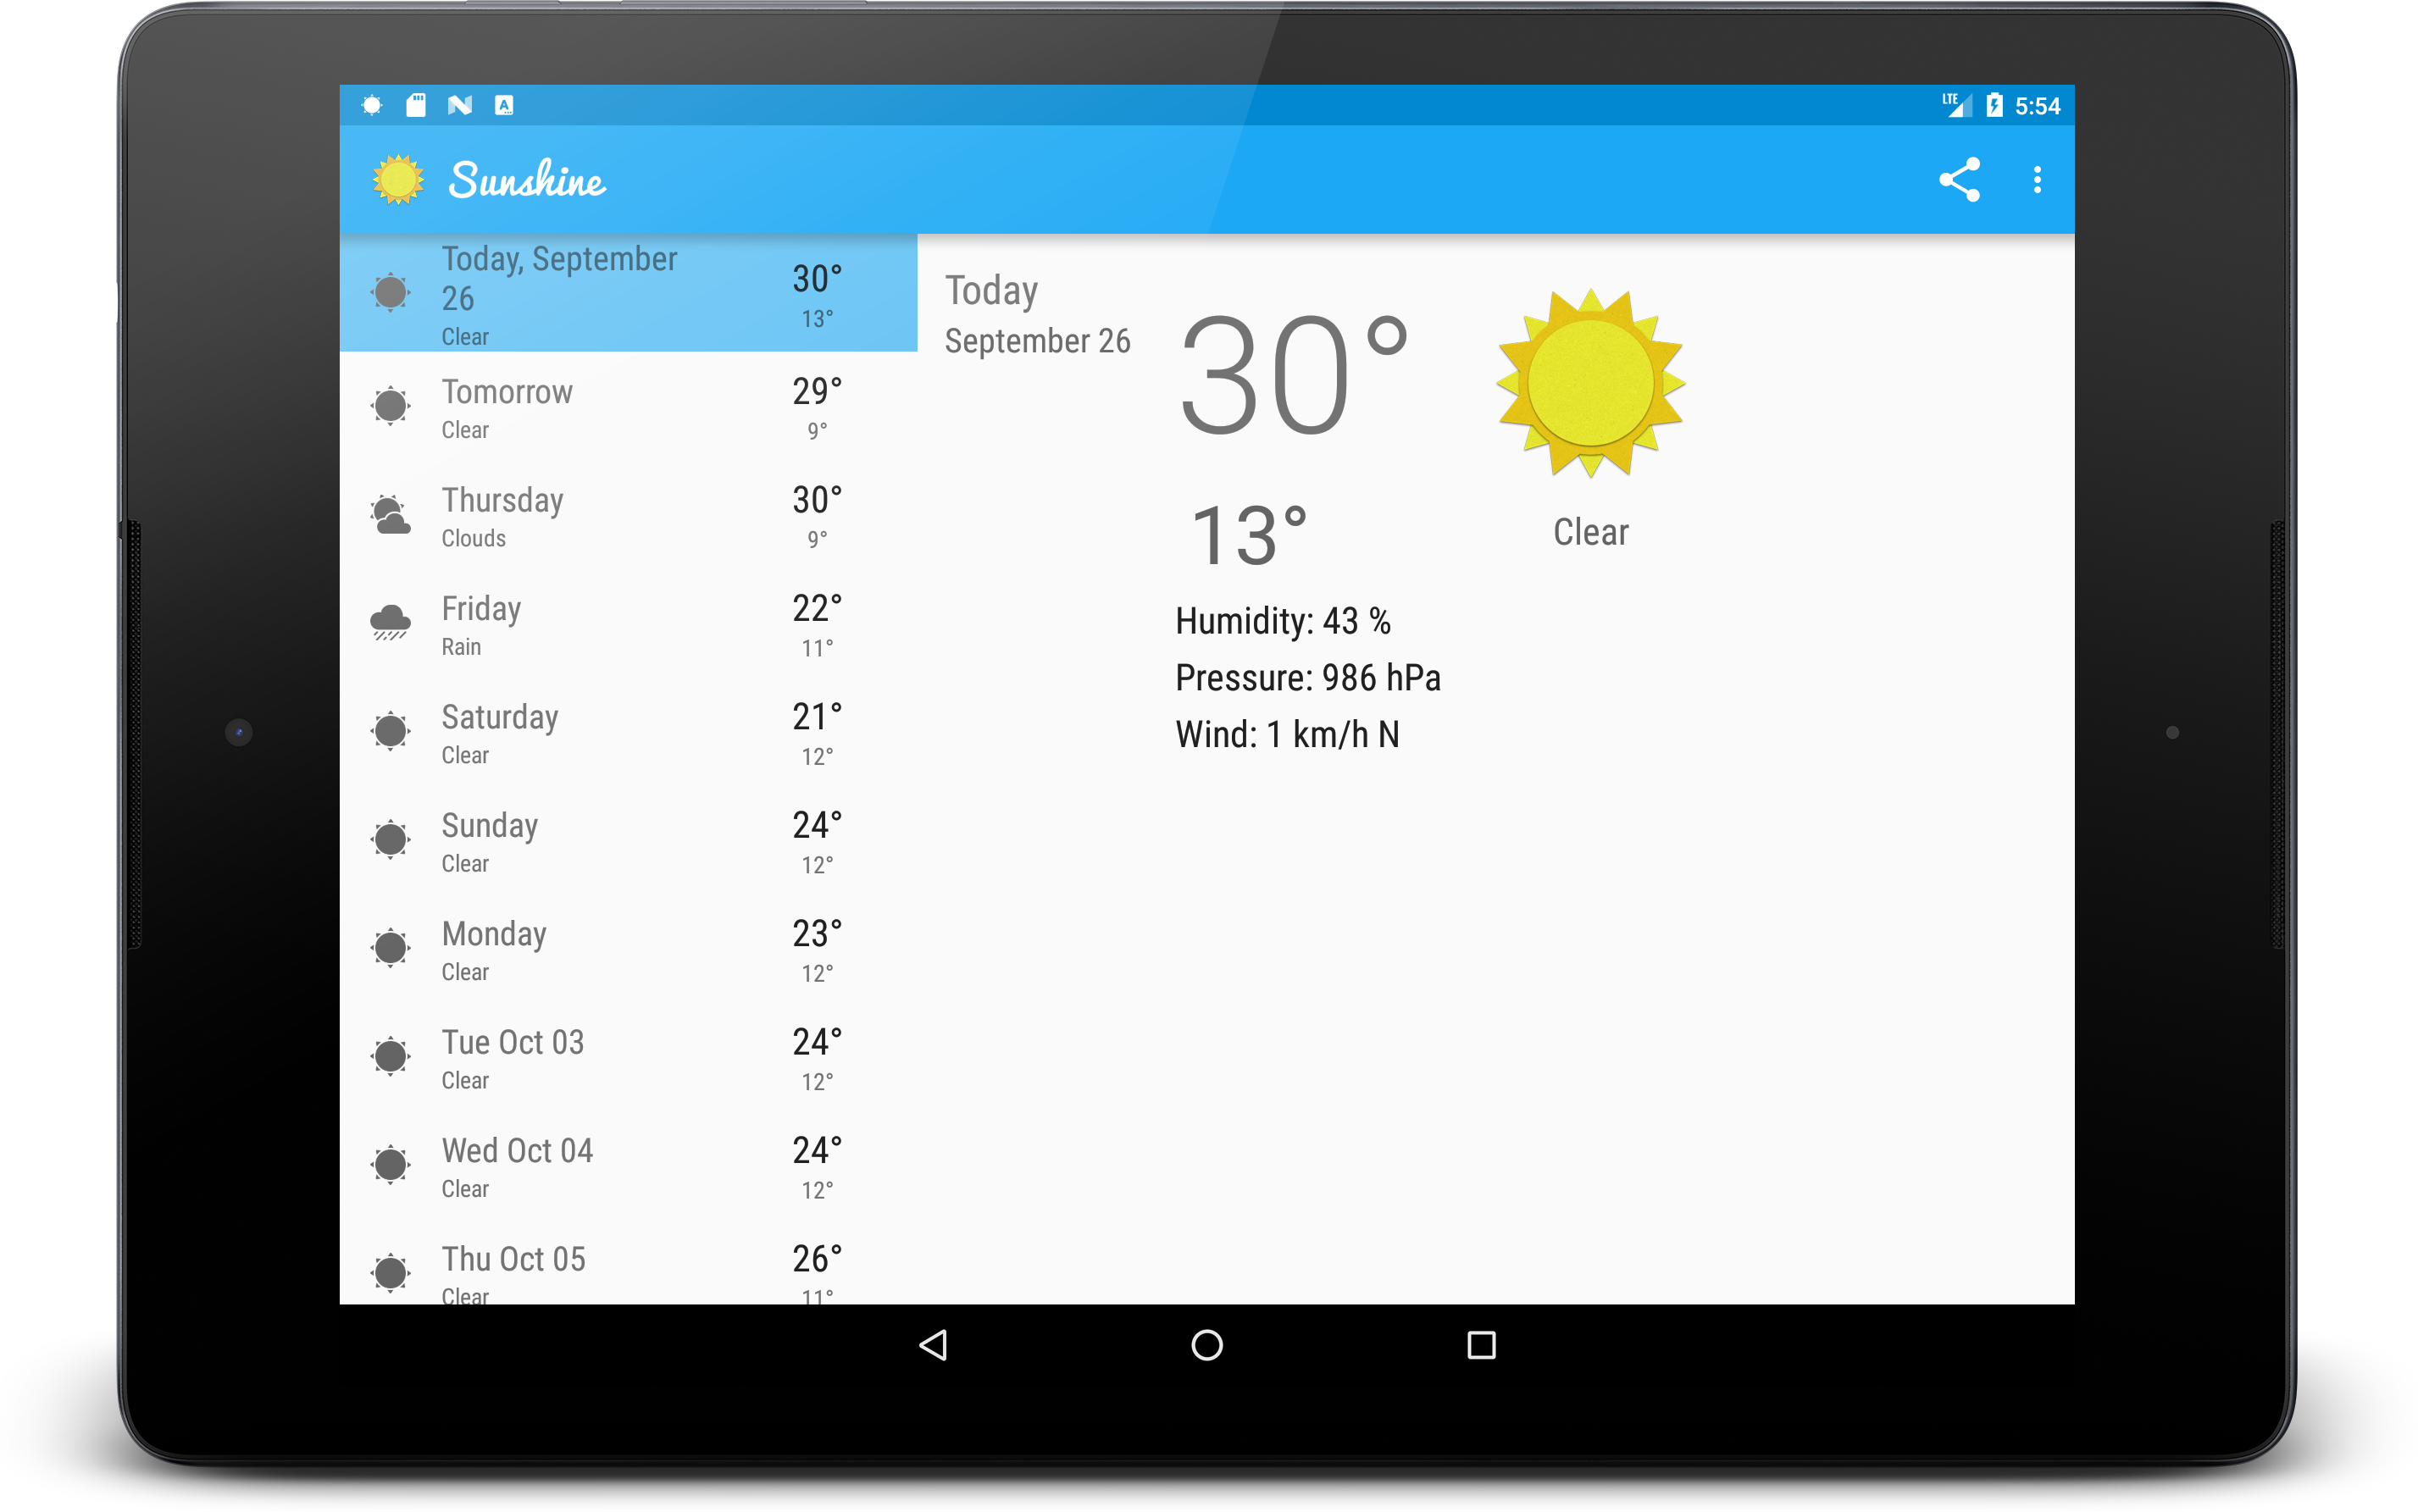 LTE 5:54
Sunshine
Today, September
26
Clear
30°
13°
Tomorrow
Clear
29°
9°
Thursday
Clouds
30°
9°
Friday
Rain
22°
11°
Saturday
Clear
21°
12°
Sunday
Clear
24°
12°
Monday
Clear
23°
12°
Tue Oct 03
Clear
24°
12°
Wed Oct 04
Clear
24°
12°
Thu Oct 05
Clear
26°
11°
Today
September 26
30°
13°
Clear
Humidity: 43 %
Pressure: 986 hPa
Wind: 1 km/h N